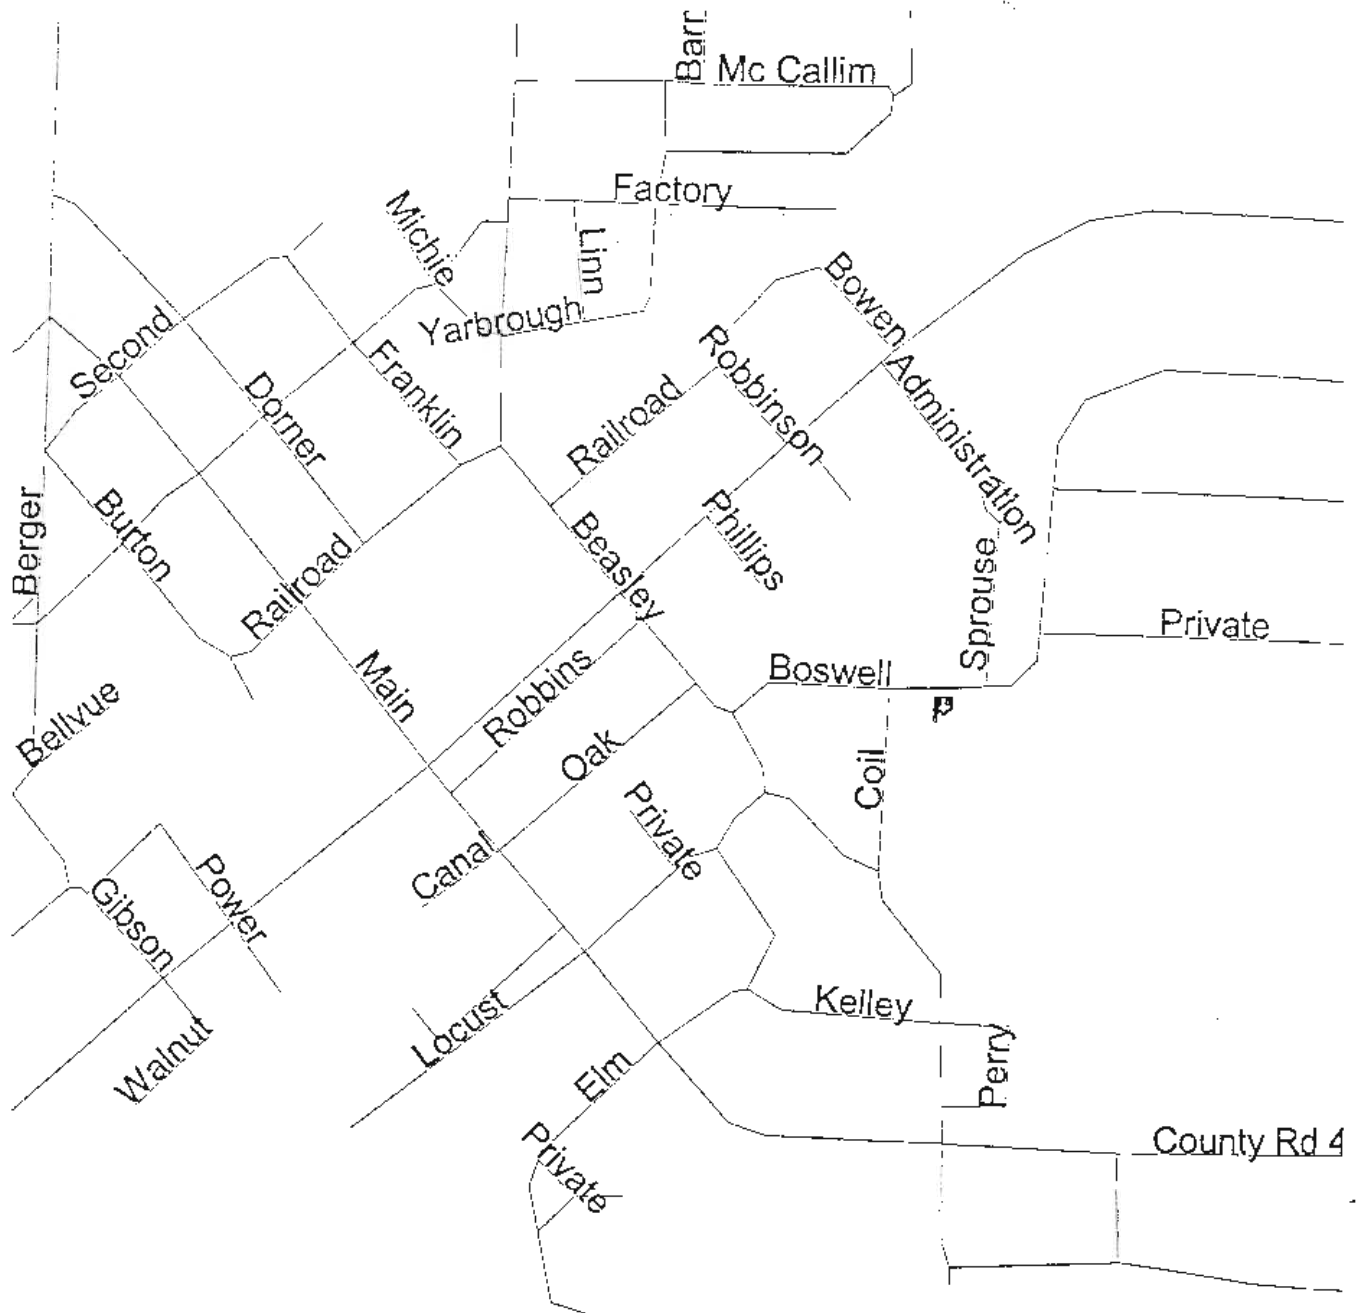 Barr
Mc Callim
Factory
Michie
Linn
Yarbrough
Bowen
Second
Franklin
Robbinson
Dorner
Railroad
Administration
Berger
Burton
Railroad
Beasley
Phillips
Sprouse
Private
Main
Robbins
Boswell
Bellvue
Oak
Coil
Private
Canal
Power
Gibson
Locust
Kelley
Walnut
Elm
Perry
Private
County Rd 4